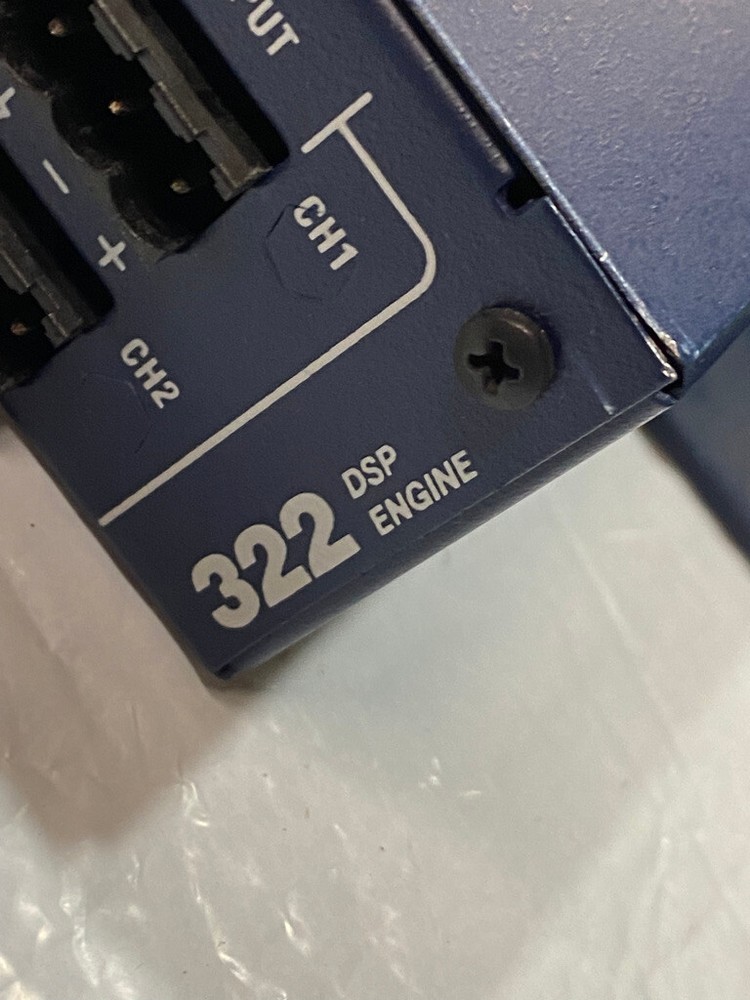 PUT
+
-
+
CH1
CH2
322
DSP
ENGINE